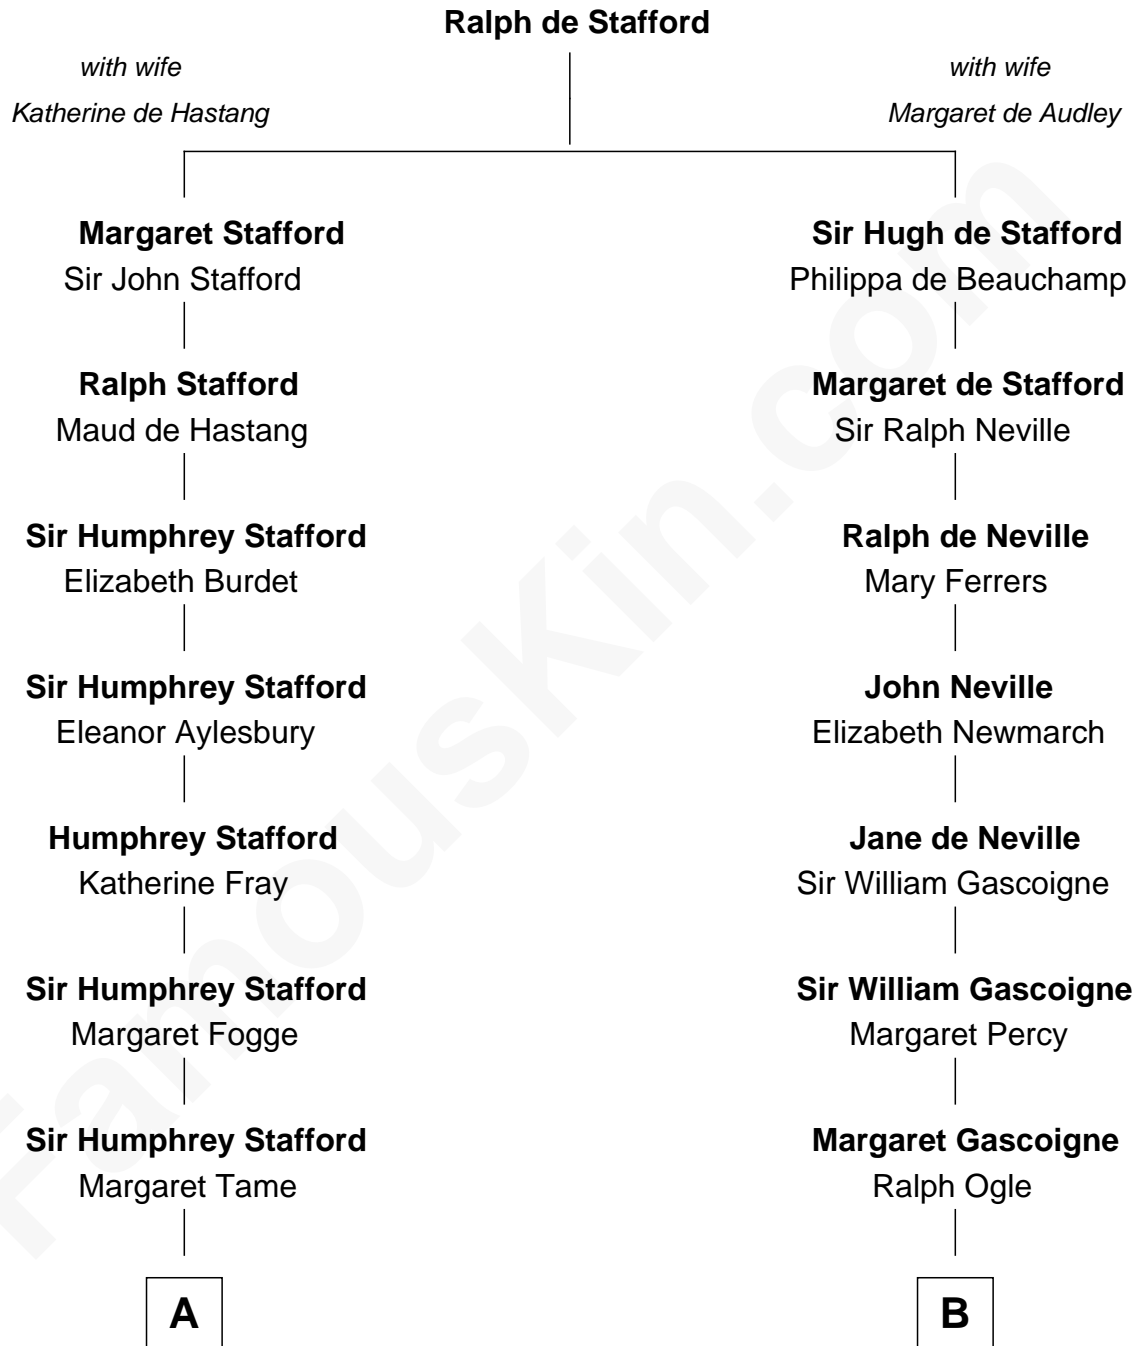 Ralph de Stafford
with wife
Katherine de Hastang
with wife
Margaret de Audley
Margaret Stafford
Sir John Stafford
Sir Hugh de Stafford
Philippa de Beauchamp
Ralph Stafford
Maud de Hastang
Margaret de Stafford
Sir Ralph Neville
Sir Humphrey Stafford
Elizabeth Burdet
Ralph de Neville
Mary Ferrers
Sir Humphrey Stafford
Eleanor Aylesbury
John Neville
Elizabeth Newmarch
Humphrey Stafford
Katherine Fray
Jane de Neville
Sir William Gascoigne
Sir Humphrey Stafford
Margaret Fogge
Sir William Gascoigne
Margaret Percy
Sir Humphrey Stafford
Margaret Tame
Margaret Gascoigne
Ralph Ogle
A
B
FamousKin.com